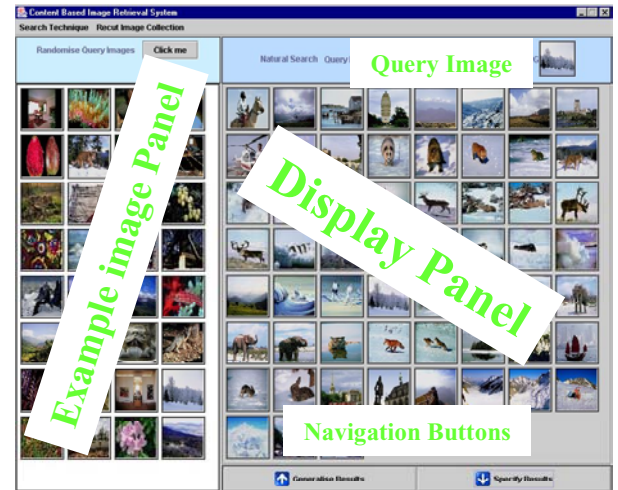 Content Based Image Retrieval System
Search Technique Recut Image Collection
Randomise Query Images Click me
Natural Search Query
Query Image
Example image Panel
Display Panel
Navigation Buttons
Generalise Results
Specify Results